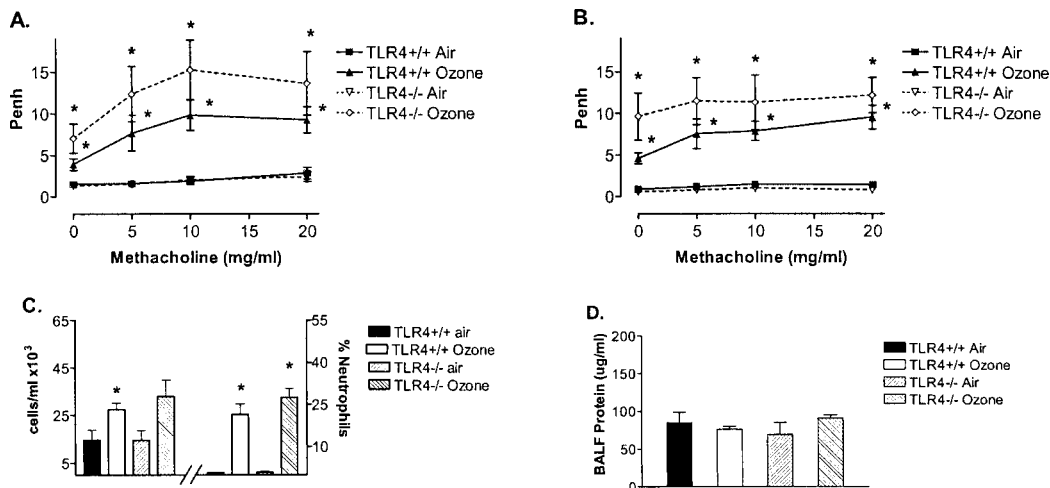 A.
*
*
*
*
*
*
*
*
TLR4+/+ Air
TLR4+/+ Ozone
TLR4-/- Air
TLR4-/- Ozone
15
10
5
0
Penh
0 5 10 15 20
Methacholine (mg/ml)
B.
*
*
*
*
*
*
*
*
TLR4+/+ Air
TLR4+/+ Ozone
TLR4-/- Air
TLR4-/- Ozone
15
10
5
0
Penh
0 5 10 15 20
Methacholine (mg/ml)
C.
65
45
25
5
cells/ml x10³
*
*
*
55
40
25
10
% Neutrophils
TLR4+/+ air
TLR4+/+ Ozone
TLR4-/- air
TLR4-/- Ozone
D.
200
150
100
50
0
BALF Protein (ug/ml)
TLR4+/+ Air
TLR4+/+ Ozone
TLR4-/- Air
TLR4-/- Ozone